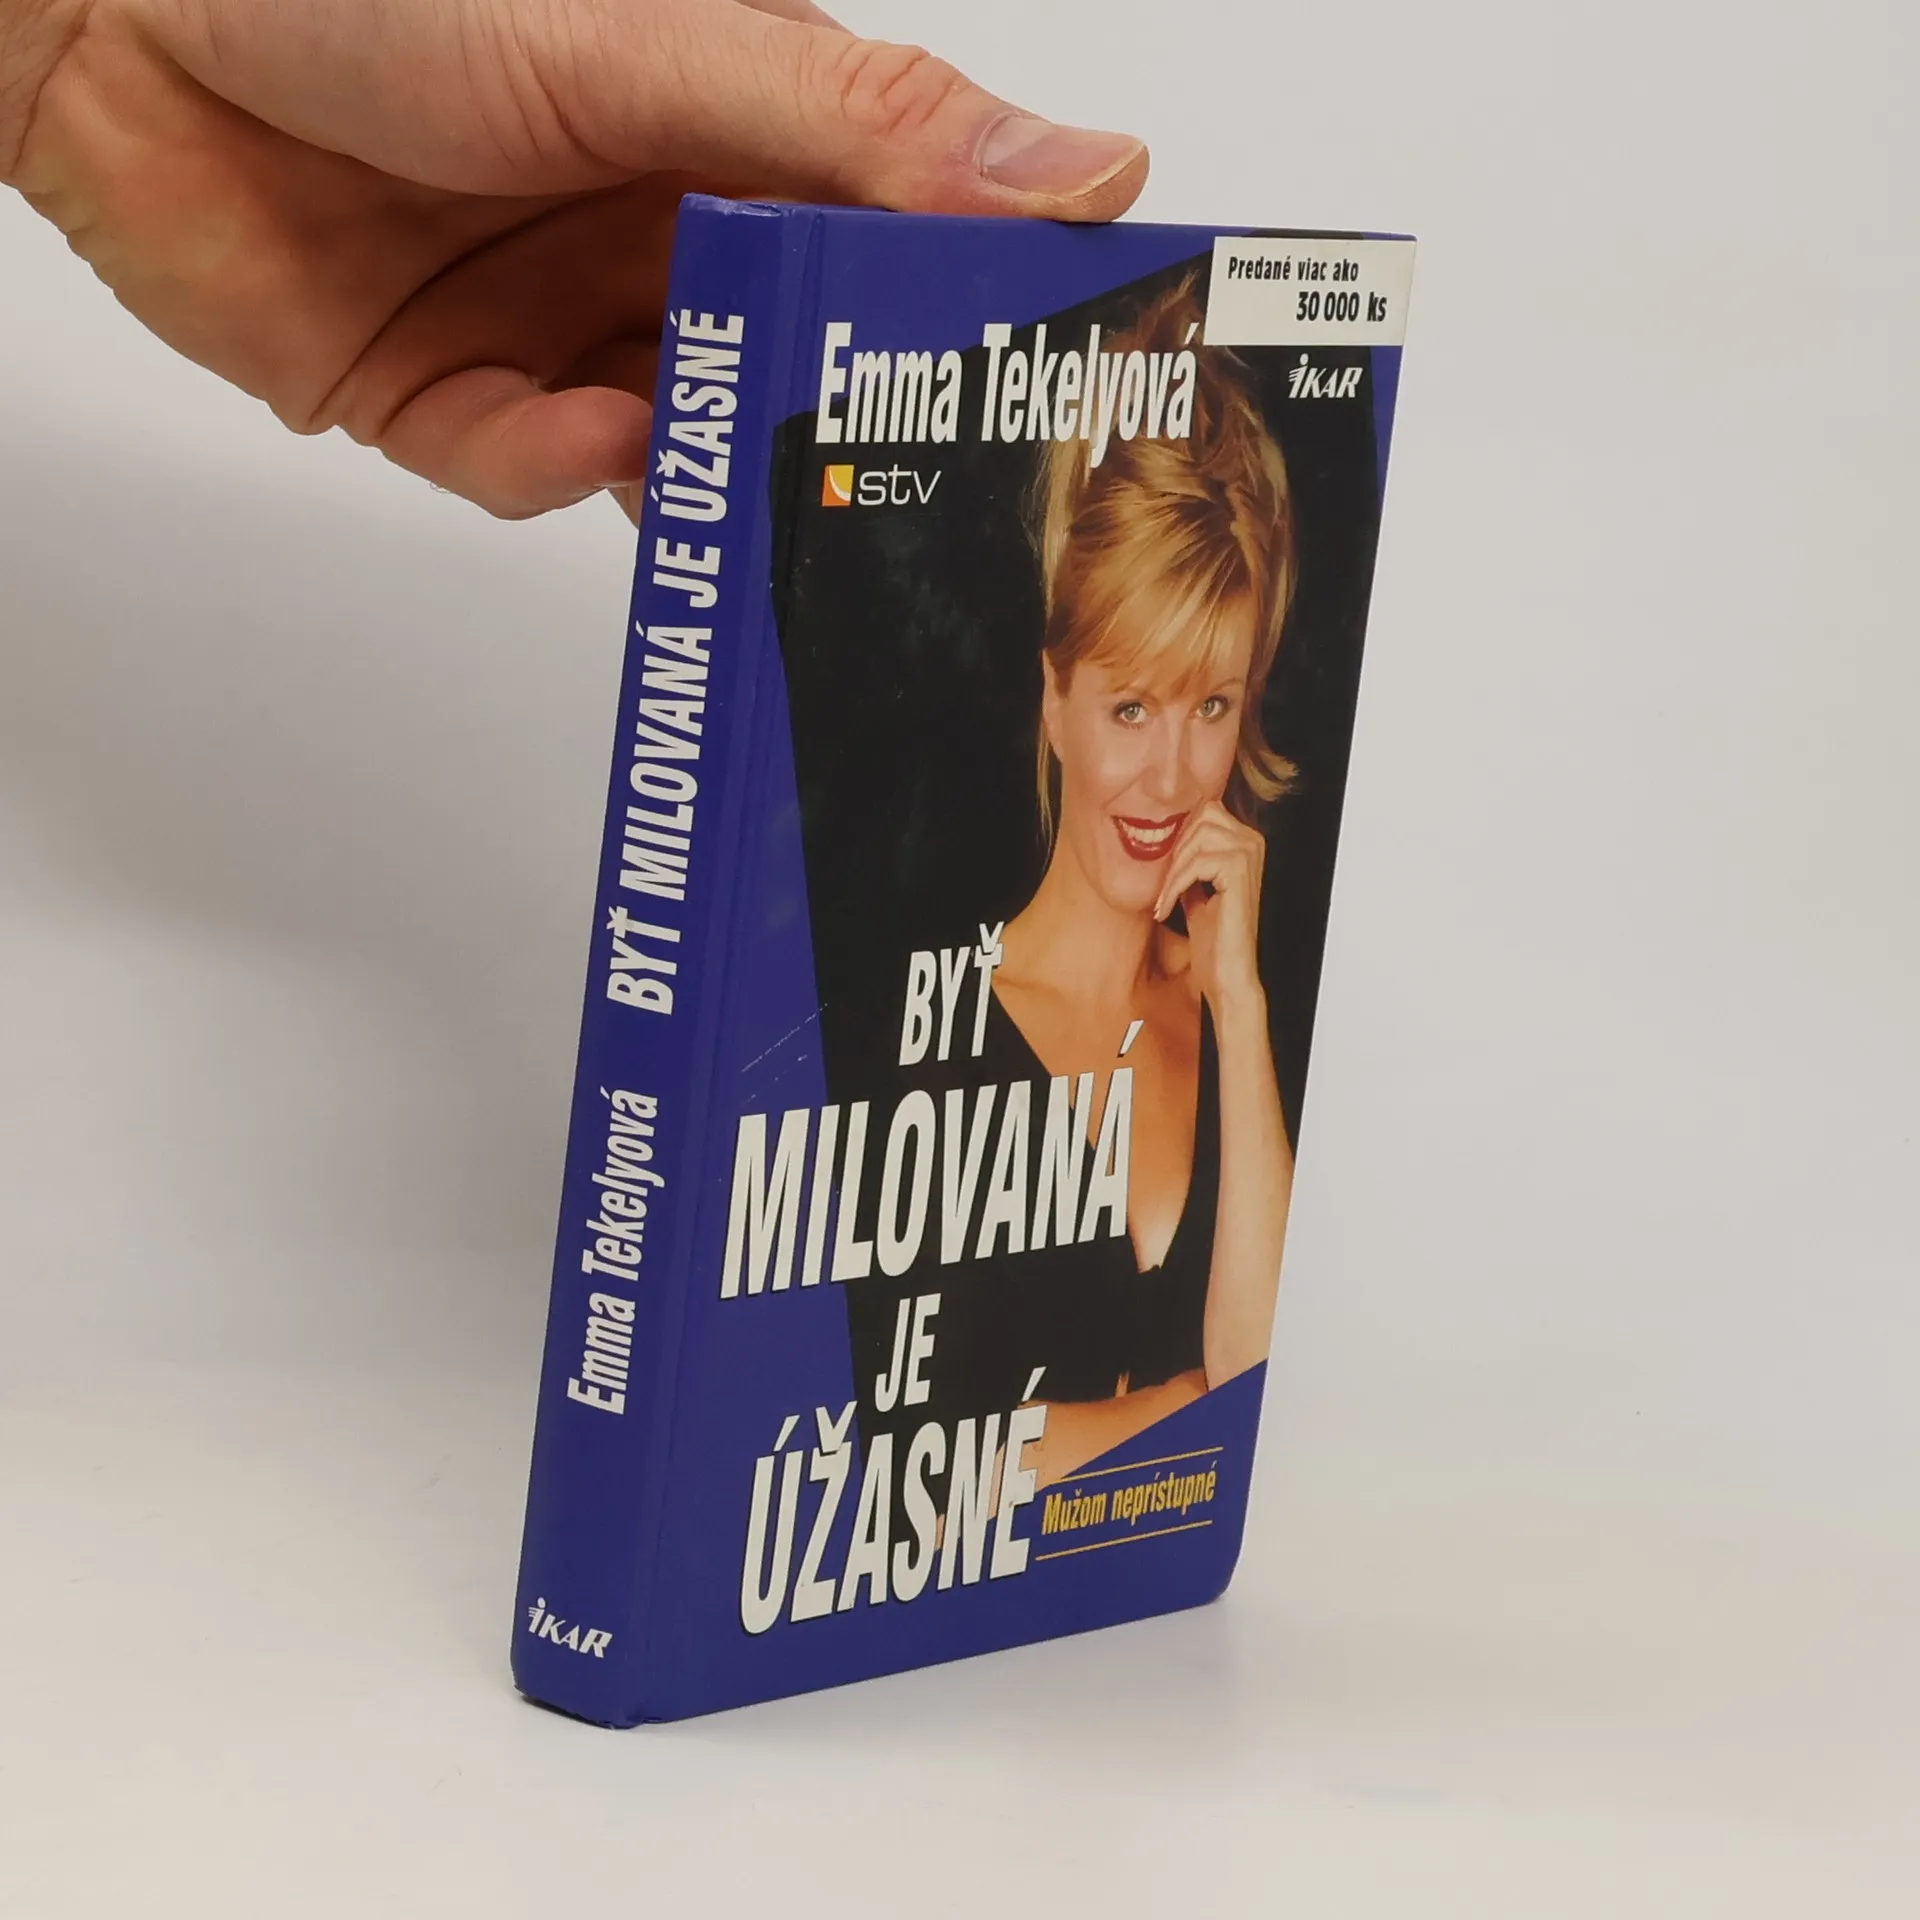 Emma Tekelyová BYŤ MILOVANÁ JE ÚŽASNÉ
iKAR
Predané viac ako
30 000 ks
Emma Tekelyová
iKAR
stv
BYŤ
MILOVANÁ
JE
ÚŽASNÉ
Mužom neprístupné